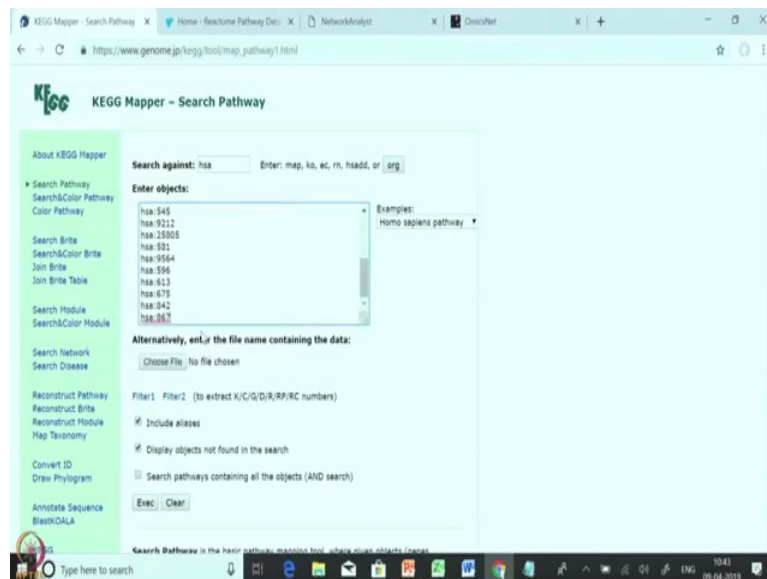 KEGG Mapper - Search Path
Home - Reactome Pathway Data
NetworkAnalyst
OmicsNet
https://www.genome.jp/kegg/tool/map_pathway1.html
KEGG
KEGG Mapper – Search Pathway
About KEGG Mapper
Search Pathway
Search&Color Pathway
Color Pathway
Search Brite
Search&Color Brite
Join Brite
Join Brite Table
Search Module
Search&Color Module
Search Network
Search Disease
Reconstruct Pathway
Reconstruct Brite
Reconstruct Module
Map Taxonomy
Convert ID
Draw Phylogram
Annotate Sequence
BlastKOALA
Search against: hsa Enter: map, ko, ec, rn, hsadd, or org
Enter objects:
hsa:545
hsa:9212
hsa:25805
hsa:581
hsa:9564
hsa:596
hsa:613
hsa:675
hsa:842
hsa:867
Examples:
Homo sapiens pathway
Alternatively, enter the file name containing the data:
Choose File No file chosen
Filter1 Filter2 (to extract K/C/G/D/R/RP/RC numbers)
Include aliases
Display objects not found in the search
Search pathways containing all the objects (AND search)
Exec Clear
Search Pathway is the basic pathway mapping tool, where given objects (genes,
Type here to search
ENG
10:43
09-04-2019